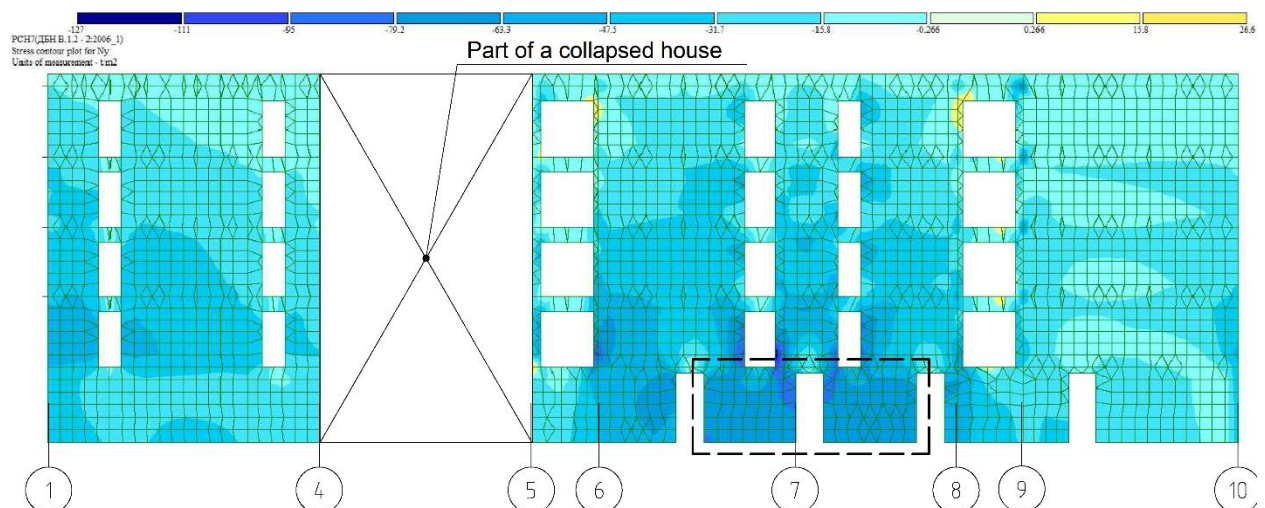 -127 -111 -95 -79.2 -63.3 -47.5 -31.7 -15.8 -0.266 0.266 15.8 26.6
РСН7(ДБН В.1.2 - 2:2006_1)
Stress contour plot for Ny
Units of measurement - t/m2
Part of a collapsed house
1 4 5 6 7 8 9 10